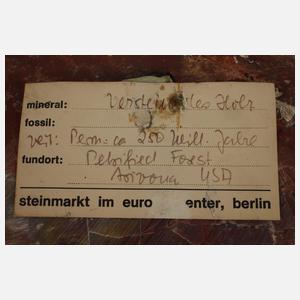 mineral: Versteinertes Holz
fossil:
Zeit: Perm: ca 250 Mill. Jahre
fundort: Petrified Forest
Arizona USA
steinmarkt im euro enter, berlin